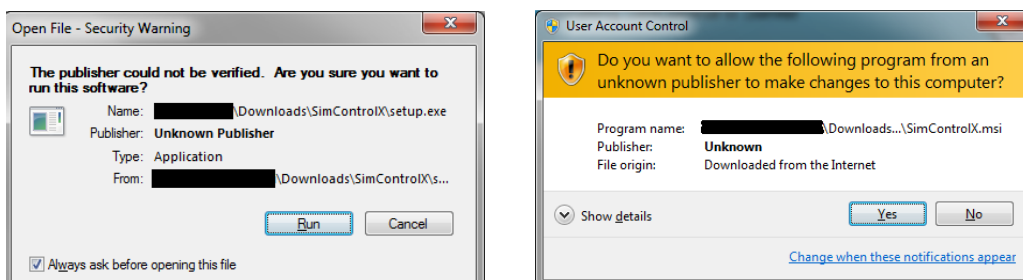 Open File - Security Warning
The publisher could not be verified. Are you sure you want to
run this software?
Name: \Downloads\SimControlX\setup.exe
Publisher: Unknown Publisher
Type: Application
From: \Downloads\SimControlX\s...
Run Cancel
Always ask before opening this file
User Account Control
Do you want to allow the following program from an
unknown publisher to make changes to this computer?
Program name: \Downloads...\SimControlX.msi
Publisher: Unknown
File origin: Downloaded from the Internet
Show details Yes No
Change when these notifications appear